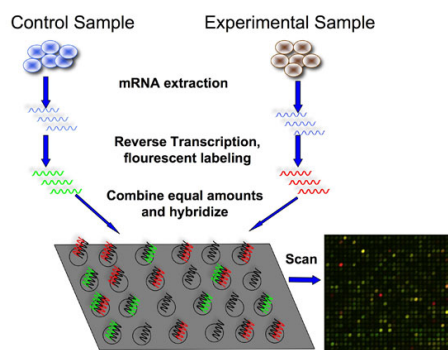 Control Sample
Experimental Sample
mRNA extraction
Reverse Transcription,
flourescent labeling
Combine equal amounts
and hybridize
Scan